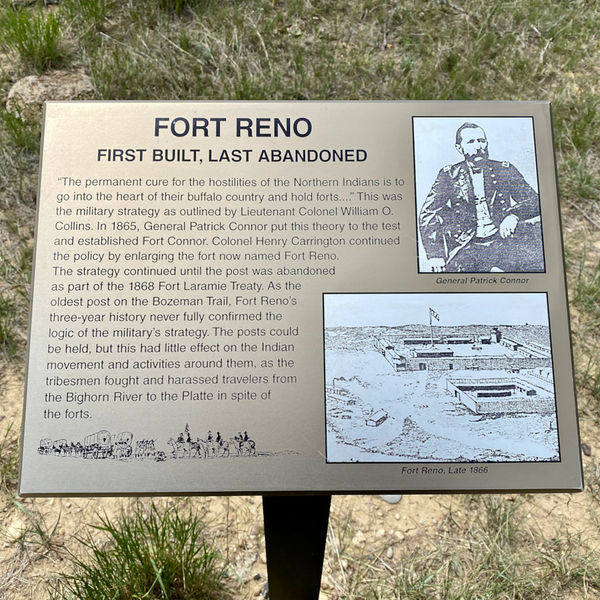 FORT RENO
FIRST BUILT, LAST ABANDONED
"The permanent cure for the hostilities of the Northern Indians is to
go into the heart of their buffalo country and hold forts...." This was
the military strategy as outlined by Lieutenant Colonel William O.
Collins. In 1865, General Patrick Connor put this theory to the test
and established Fort Connor. Colonel Henry Carrington continued
the policy by enlarging the fort now named Fort Reno.
The strategy continued until the post was abandoned
as part of the 1868 Fort Laramie Treaty. As the
oldest post on the Bozeman Trail, Fort Reno's
three-year history never fully confirmed the
logic of the military's strategy. The posts could
be held, but this had little effect on the Indian
movement and activities around them, as the
tribesmen fought and harassed travelers from
the Bighorn River to the Platte in spite of
the forts.
General Patrick Connor
Fort Reno, Late 1866